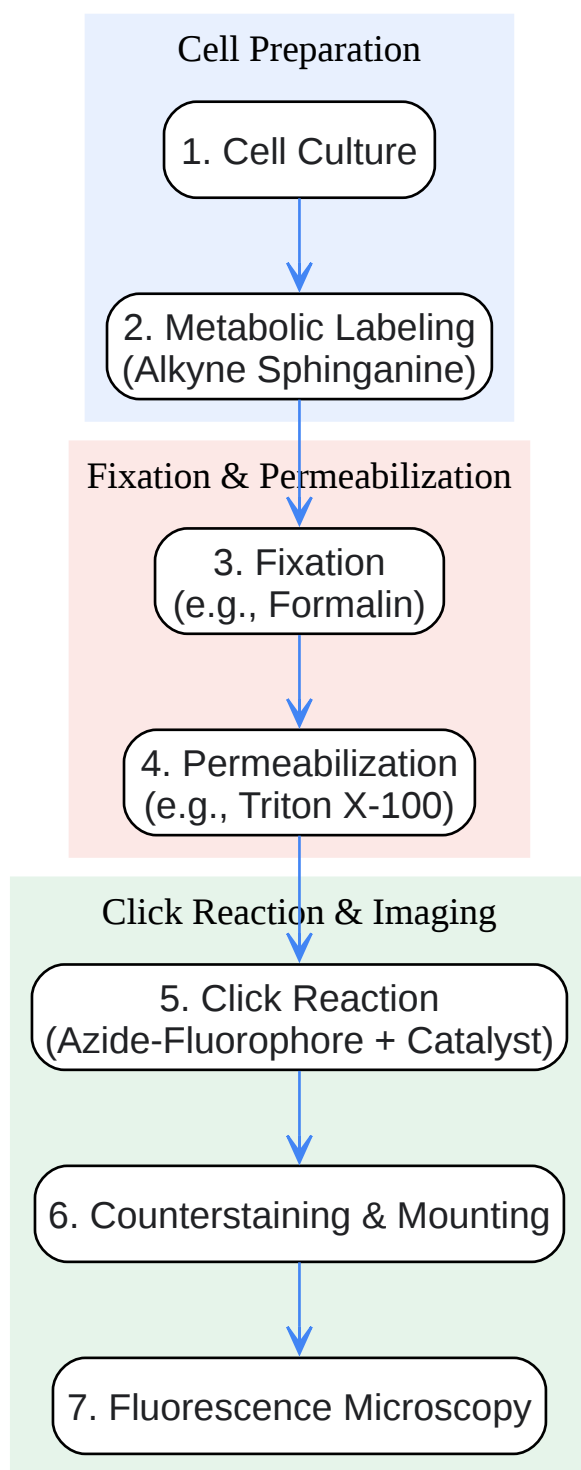 Cell Preparation
1. Cell Culture
2. Metabolic Labeling
(Alkyne Sphinganine)
Fixation & Permeabilization
3. Fixation
(e.g., Formalin)
4. Permeabilization
(e.g., Triton X-100)
Click Reaction & Imaging
5. Click Reaction
(Azide-Fluorophore + Catalyst)
6. Counterstaining & Mounting
7. Fluorescence Microscopy